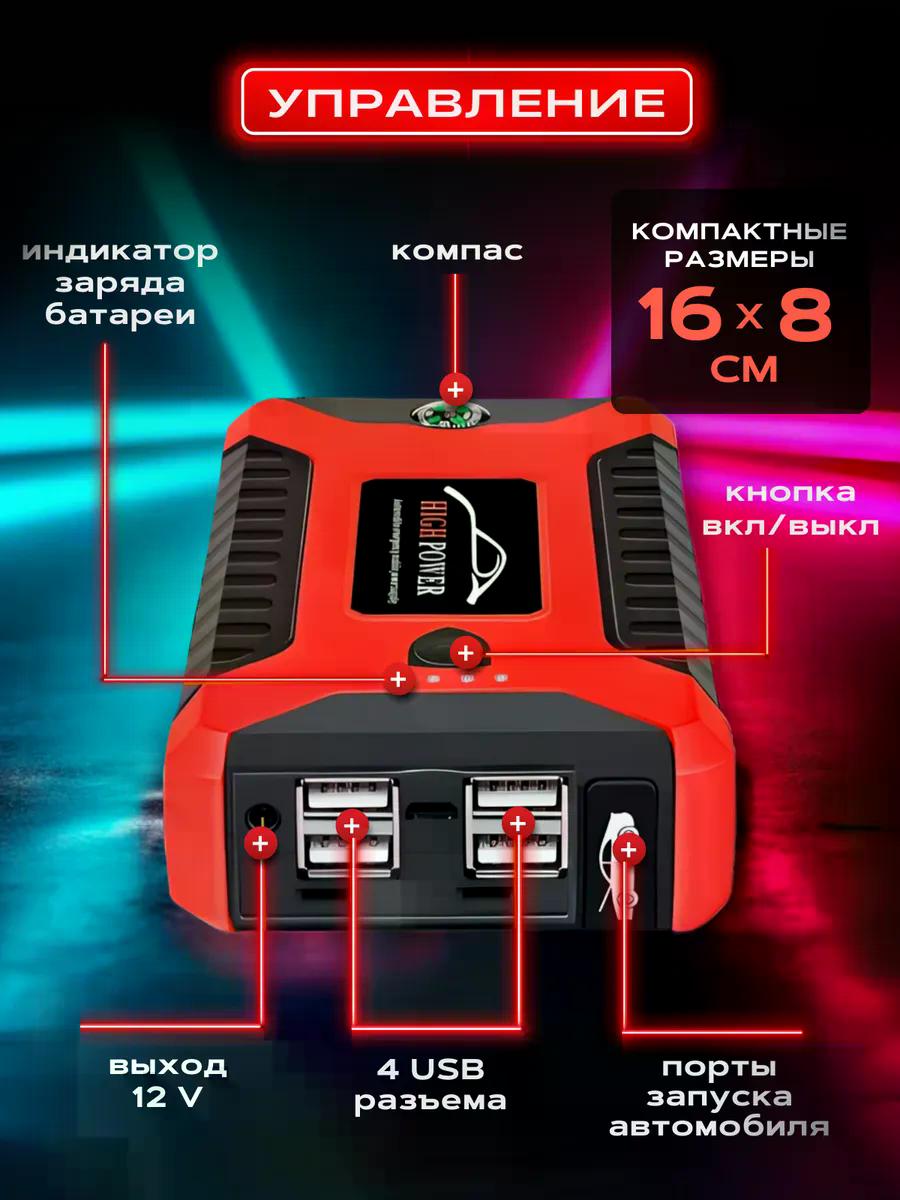 УПРАВЛЕНИЕ
индикатор
заряда
батареи
компас
КОМПАКТНЫЕ
РАЗМЕРЫ
16 х 8
СМ
кнопка
вкл/выкл
HIGH POWER
выход
12 V
4 USB
разъема
порты
запуска
автомобиля